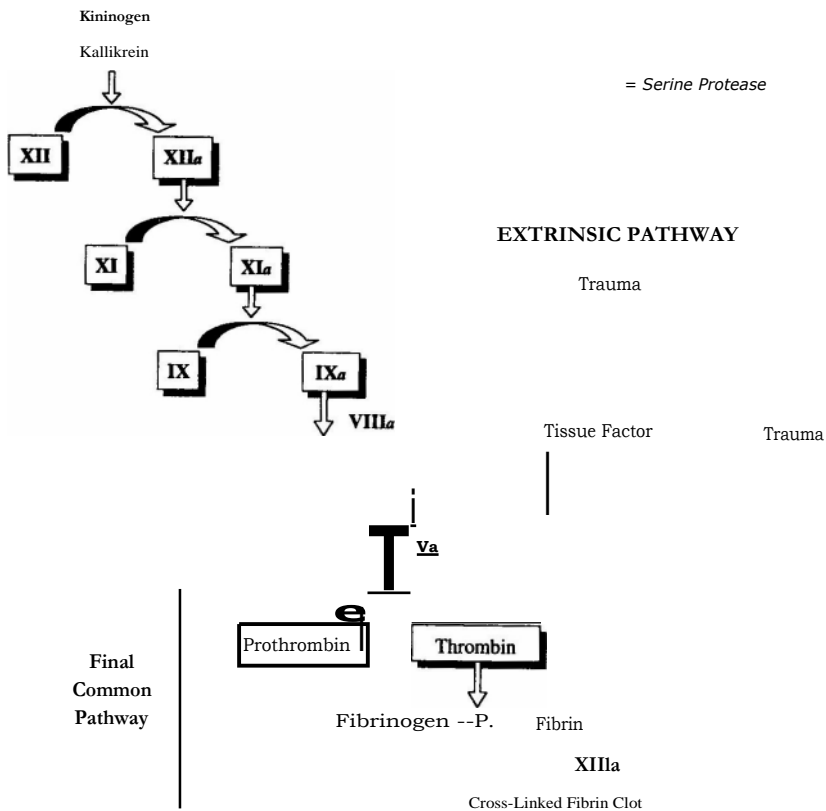 Kininogen
Kallikrein
= Serine Protease
XII
XIIa
EXTRINSIC PATHWAY
XI
XIa
Trauma
IX
IXa
VIIIa
Tissue Factor
Trauma
i
T
Va
e
Prothrombin
Thrombin
Final
Common
Pathway
Fibrinogen --P.
Fibrin
XIIla
Cross-Linked Fibrin Clot